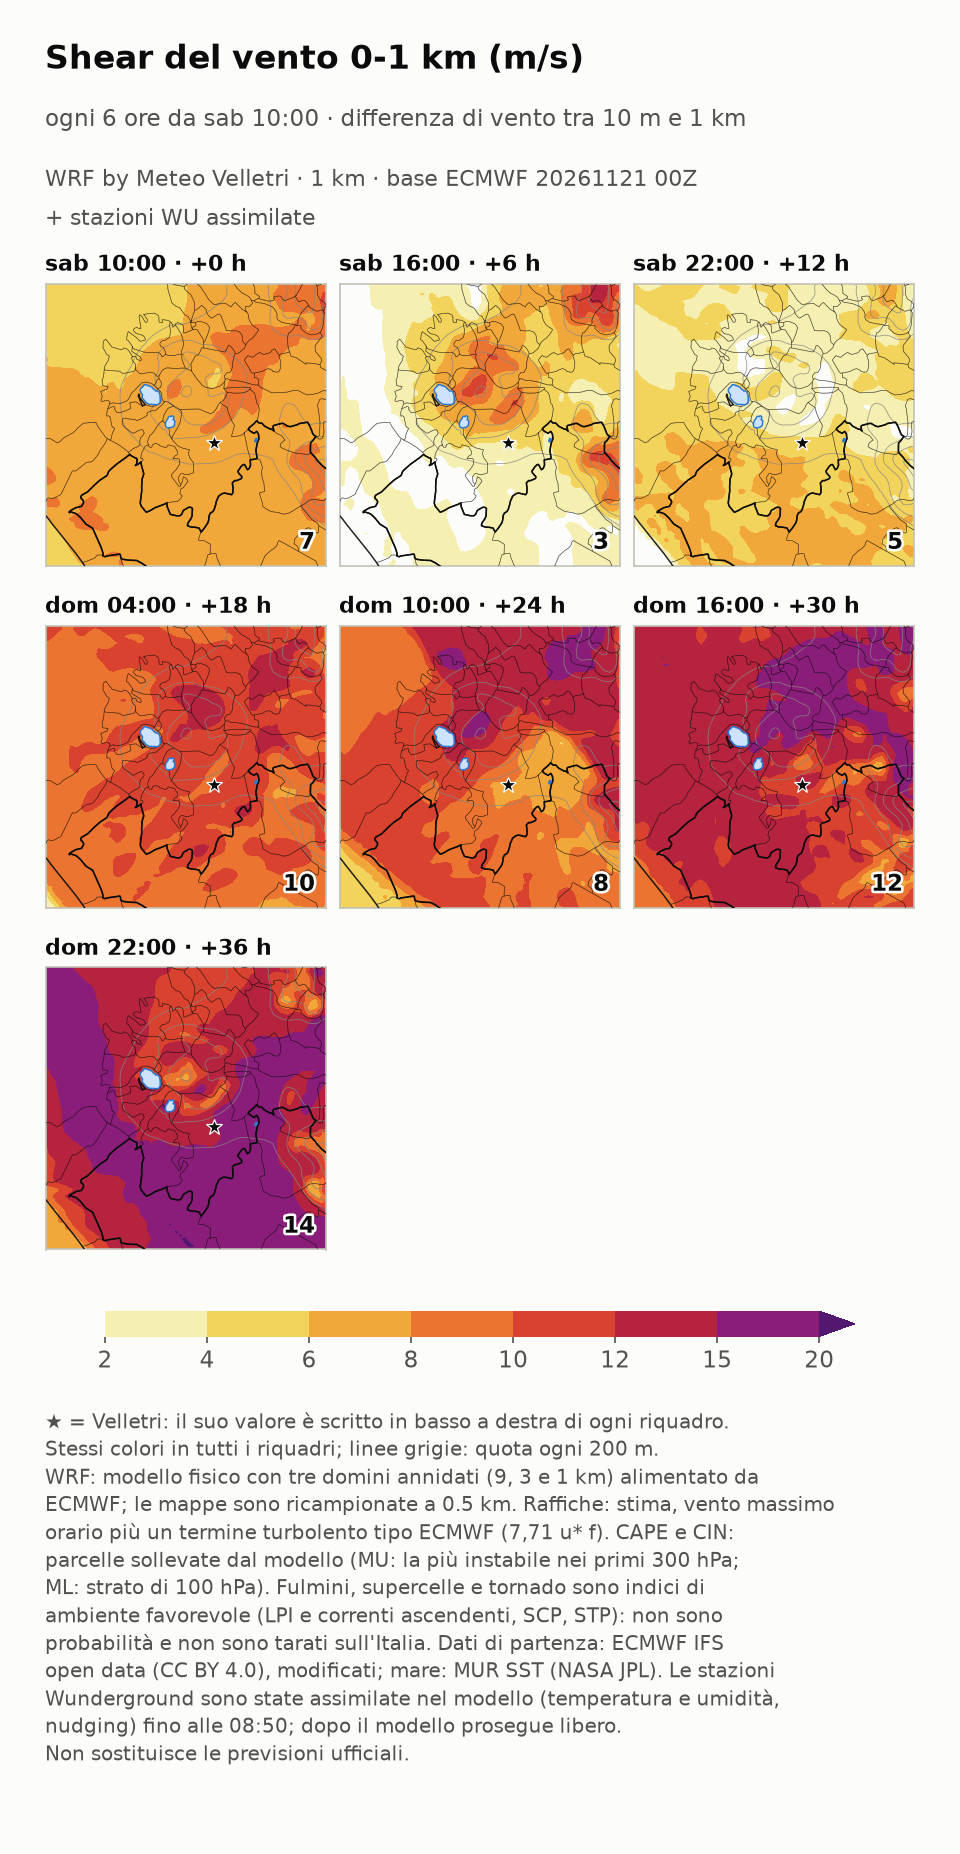 Shear del vento 0-1 km (m/s)
ogni 6 ore da sab 10:00 · differenza di vento tra 10 m e 1 km
WRF by Meteo Velletri · 1 km · base ECMWF 20261121 00Z
+ stazioni WU assimilate
sab 10:00 · +0 h
sab 16:00 · +6 h
sab 22:00 · +12 h
7
3
5
dom 04:00 · +18 h
dom 10:00 · +24 h
dom 16:00 · +30 h
10
8
12
dom 22:00 · +36 h
14
2 4 6 8 10 12 15 20
★ = Velletri: il suo valore è scritto in basso a destra di ogni riquadro.
Stessi colori in tutti i riquadri; linee grigie: quota ogni 200 m.
WRF: modello fisico con tre domini annidati (9, 3 e 1 km) alimentato da
ECMWF; le mappe sono ricampionate a 0.5 km. Raffiche: stima, vento massimo
orario più un termine turbolento tipo ECMWF (7,71 u* f). CAPE e CIN:
parcelle sollevate dal modello (MU: la più instabile nei primi 300 hPa;
ML: strato di 100 hPa). Fulmini, supercelle e tornado sono indici di
ambiente favorevole (LPI e correnti ascendenti, SCP, STP): non sono
probabilità e non sono tarati sull'Italia. Dati di partenza: ECMWF IFS
open data (CC BY 4.0), modificati; mare: MUR SST (NASA JPL). Le stazioni
Wunderground sono state assimilate nel modello (temperatura e umidità,
nudging) fino alle 08:50; dopo il modello prosegue libero.
Non sostituisce le previsioni ufficiali.